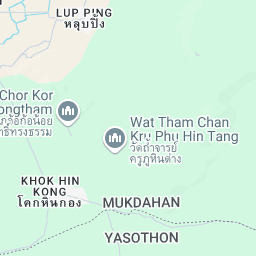 LUP PING
หลุบปิ้ง
Chor Kor
ongtham
Wat Tham Chan
Kru Phu Hin Tang
วัดถ้ำจารย์
ครูภูหินต่าง
KHOK HIN
KONG
โคกหินกอง
MUKDAHAN
YASOTHON